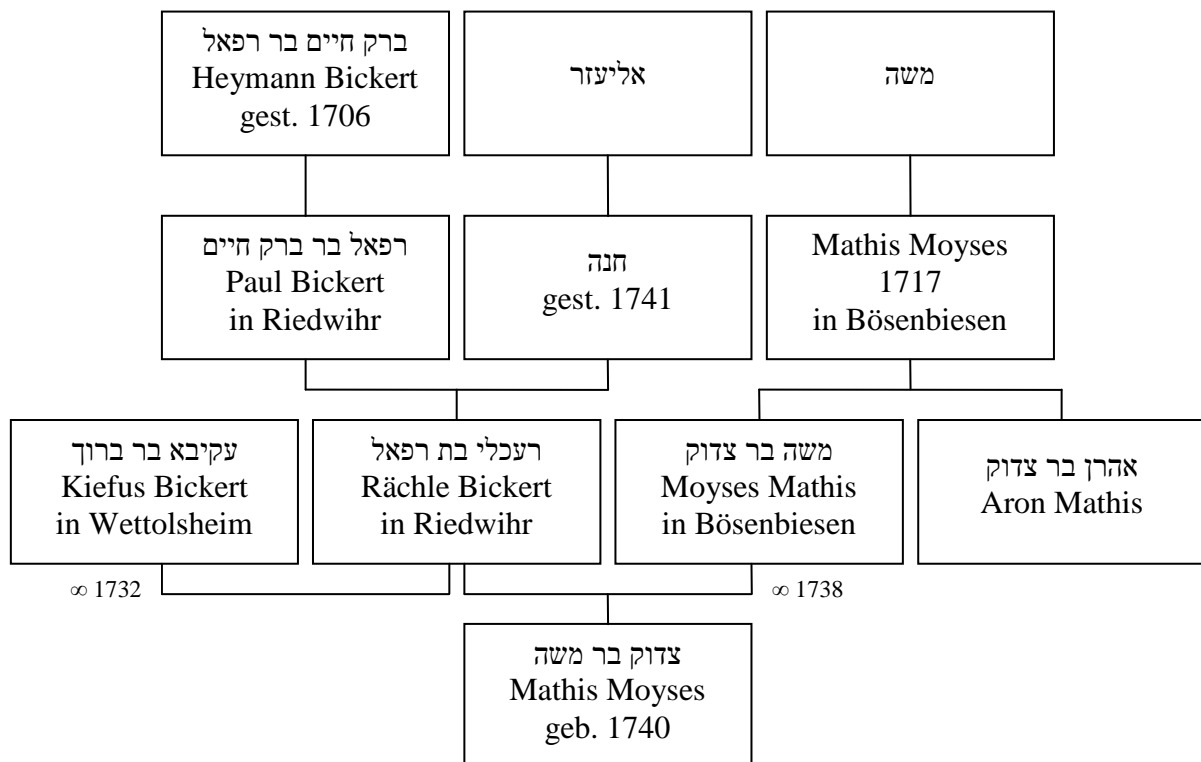 ברק חיים בר רפאל
Heymann Bickert
gest. 1706
אליעזר
משה
רפאל בר ברק חיים
Paul Bickert
in Riedwihr
חנה
gest. 1741
Mathis Moyses
1717
in Bösenbiesen
עקיבא בר ברוך
Kiefus Bickert
in Wettolsheim
רעכלי בת רפאל
Rächle Bickert
in Riedwihr
משה בר צדוק
Moyses Mathis
in Bösenbiesen
אהרן בר צדוק
Aron Mathis
∞ 1732
∞ 1738
צדוק בר משה
Mathis Moyses
geb. 1740